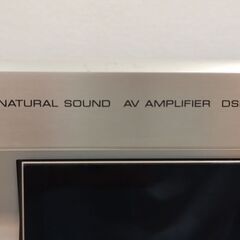 NATURAL SOUND AV AMPLIFIER DS